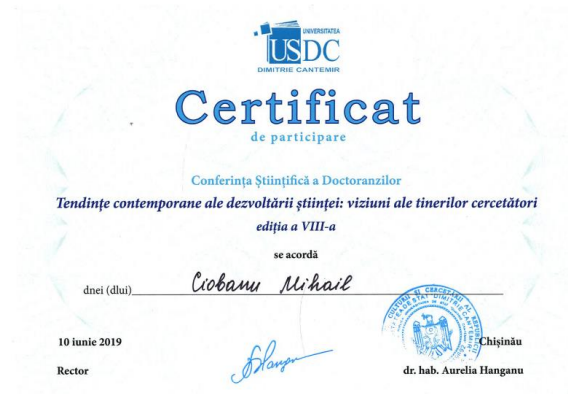 UNIVERSITATEA
USDC
DIMITRIE CANTEMIR
Certificat
de participare
Conferința Științifică a Doctoranzilor
Tendințe contemporane ale dezvoltării științei: viziuni ale tinerilor cercetători
ediția a VIII-a
se acordă
dnei (dlui) Ciobanu Mihail
10 iunie 2019
Chișinău
Rector
dr. hab. Aurelia Hanganu